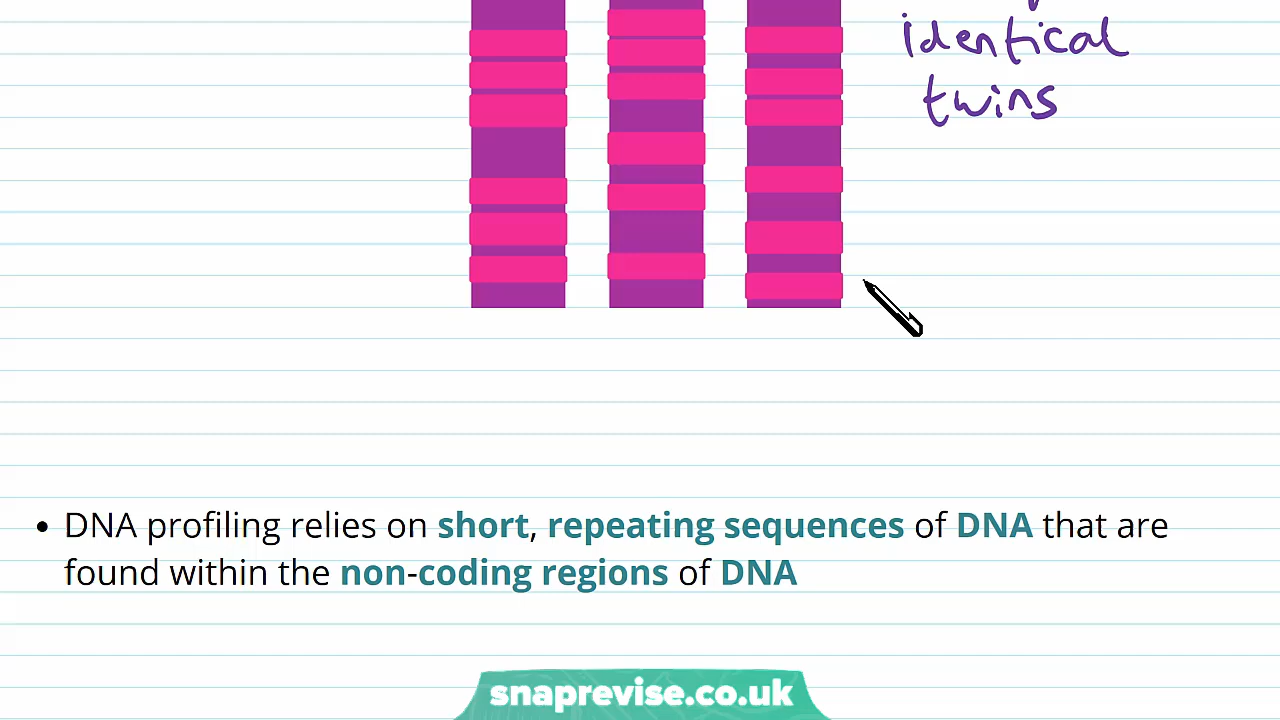 identical
twins
• DNA profiling relies on short, repeating sequences of DNA that are
found within the non-coding regions of DNA
snaprevise.co.uk